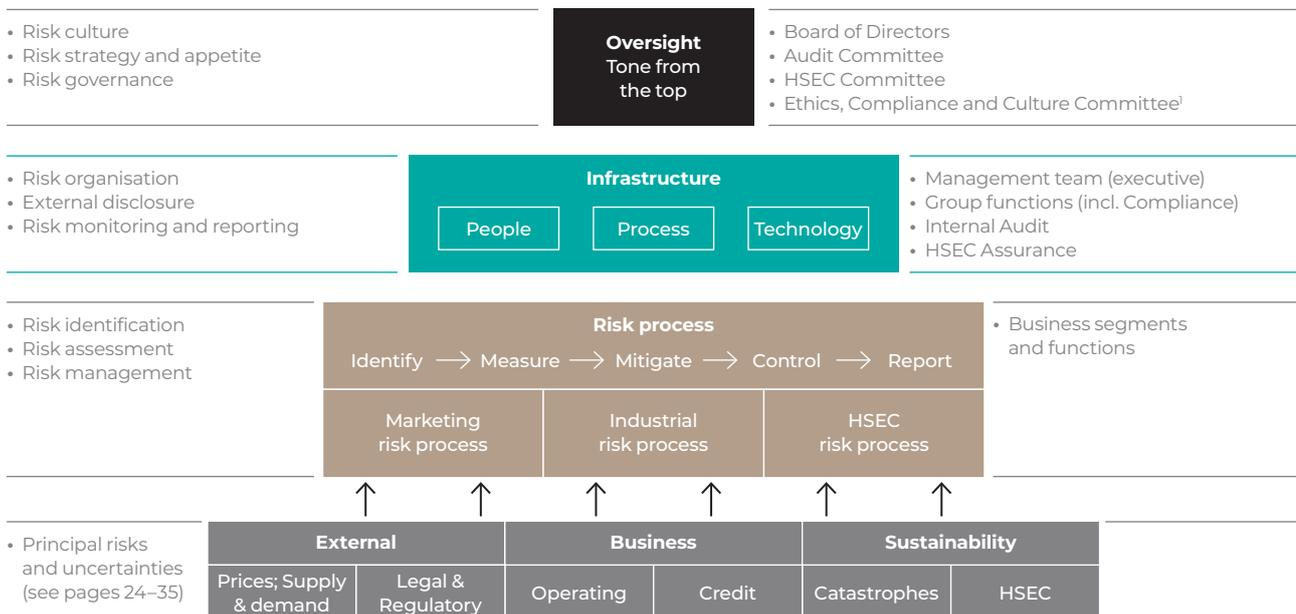 • Risk culture
• Risk strategy and appetite
• Risk governance
Oversight
Tone from
the top
• Board of Directors
• Audit Committee
• HSEC Committee
• Ethics, Compliance and Culture Committee¹
• Risk organisation
• External disclosure
• Risk monitoring and reporting
Infrastructure
People Process Technology
• Management team (executive)
• Group functions (incl. Compliance)
• Internal Audit
• HSEC Assurance
• Risk identification
• Risk assessment
• Risk management
Risk process
Identify → Measure → Mitigate → Control → Report
Marketing
risk process
Industrial
risk process
HSEC
risk process
• Business segments
and functions
• Principal risks
and uncertainties
(see pages 24–35)
External Business Sustainability
Prices; Supply
& demand
Legal &
Regulatory
Operating
Credit
Catastrophes
HSEC